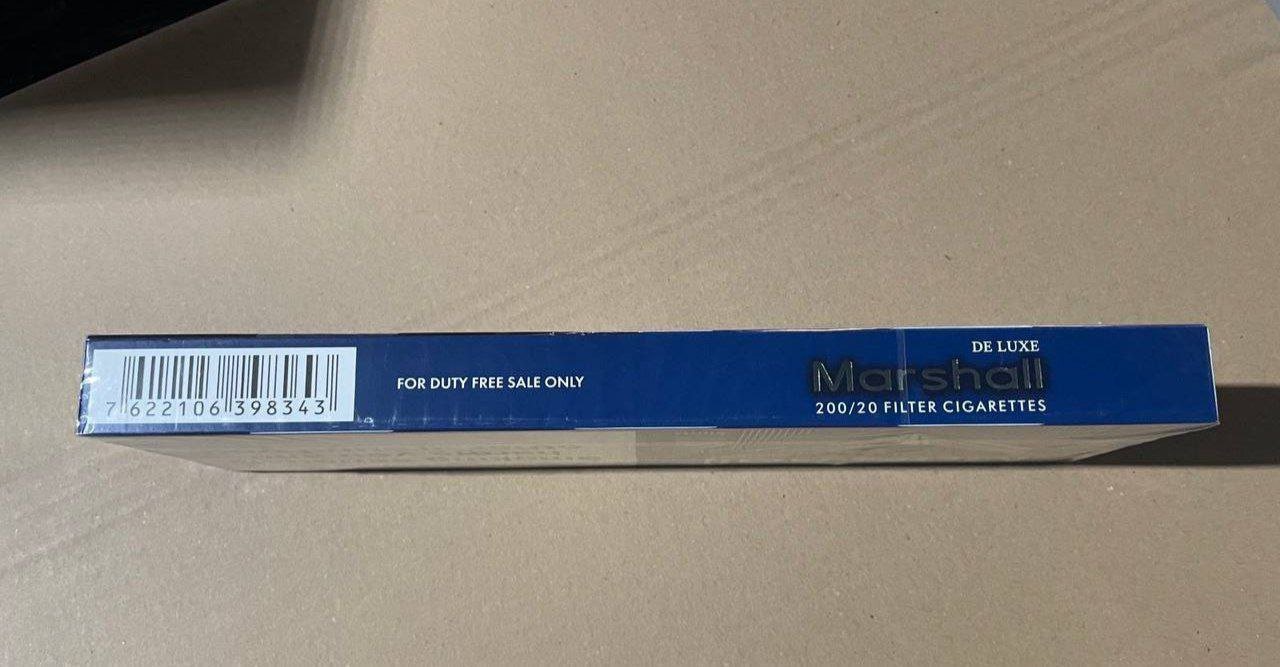 7 622106 398343
FOR DUTY FREE SALE ONLY
DE LUXE
Marshall
200/20 FILTER CIGARETTES